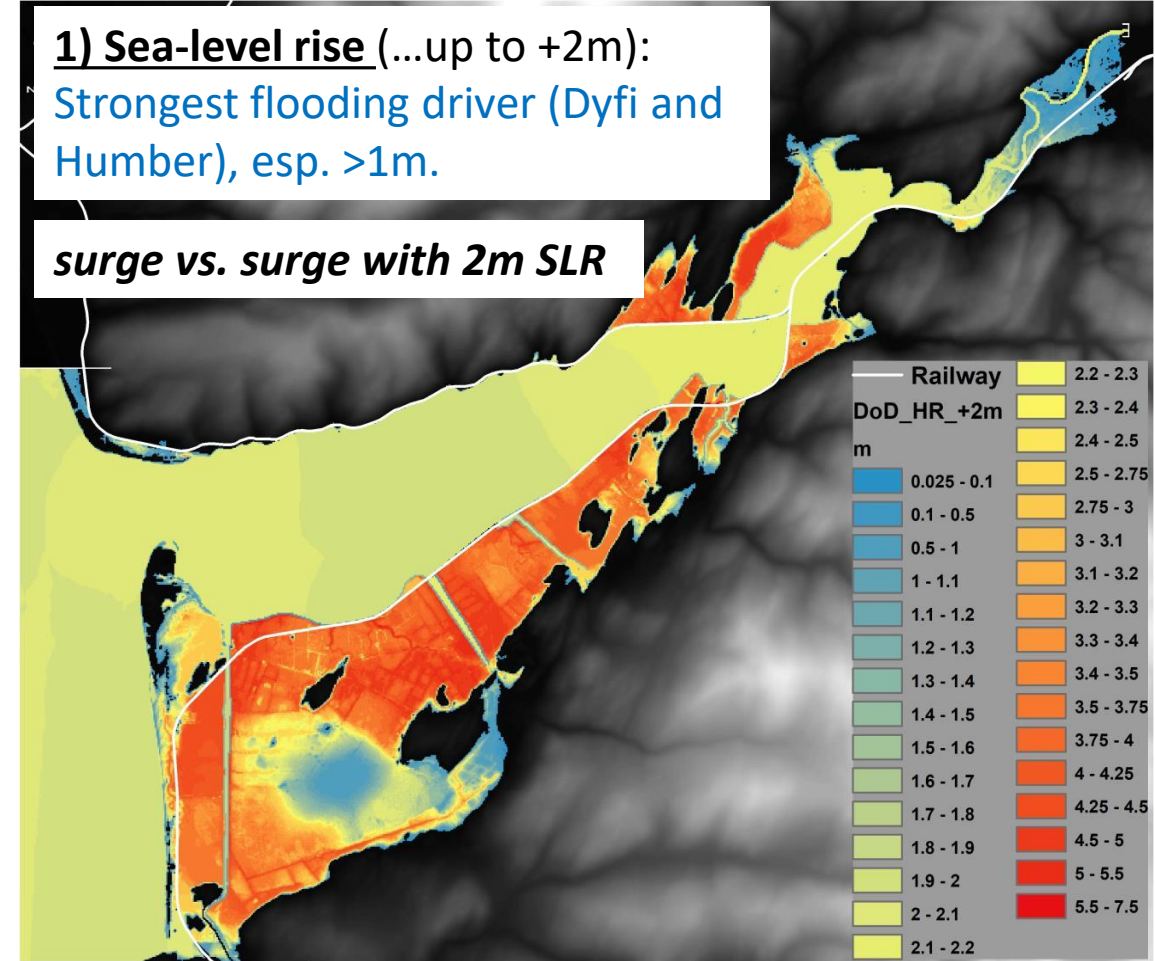 1) Sea-level rise (…up to +2m):
Strongest flooding driver (Dyfi and
Humber), esp. >1m.
surge vs. surge with 2m SLR
Railway
DoD_HR_+2m
m
0.025 - 0.1
0.1 - 0.5
0.5 - 1
1 - 1.1
1.1 - 1.2
1.2 - 1.3
1.3 - 1.4
1.4 - 1.5
1.5 - 1.6
1.6 - 1.7
1.7 - 1.8
1.8 - 1.9
1.9 - 2
2 - 2.1
2.1 - 2.2
2.2 - 2.3
2.3 - 2.4
2.4 - 2.5
2.5 - 2.75
2.75 - 3
3 - 3.1
3.1 - 3.2
3.2 - 3.3
3.3 - 3.4
3.4 - 3.5
3.5 - 3.75
3.75 - 4
4 - 4.25
4.25 - 4.5
4.5 - 5
5 - 5.5
5.5 - 7.5